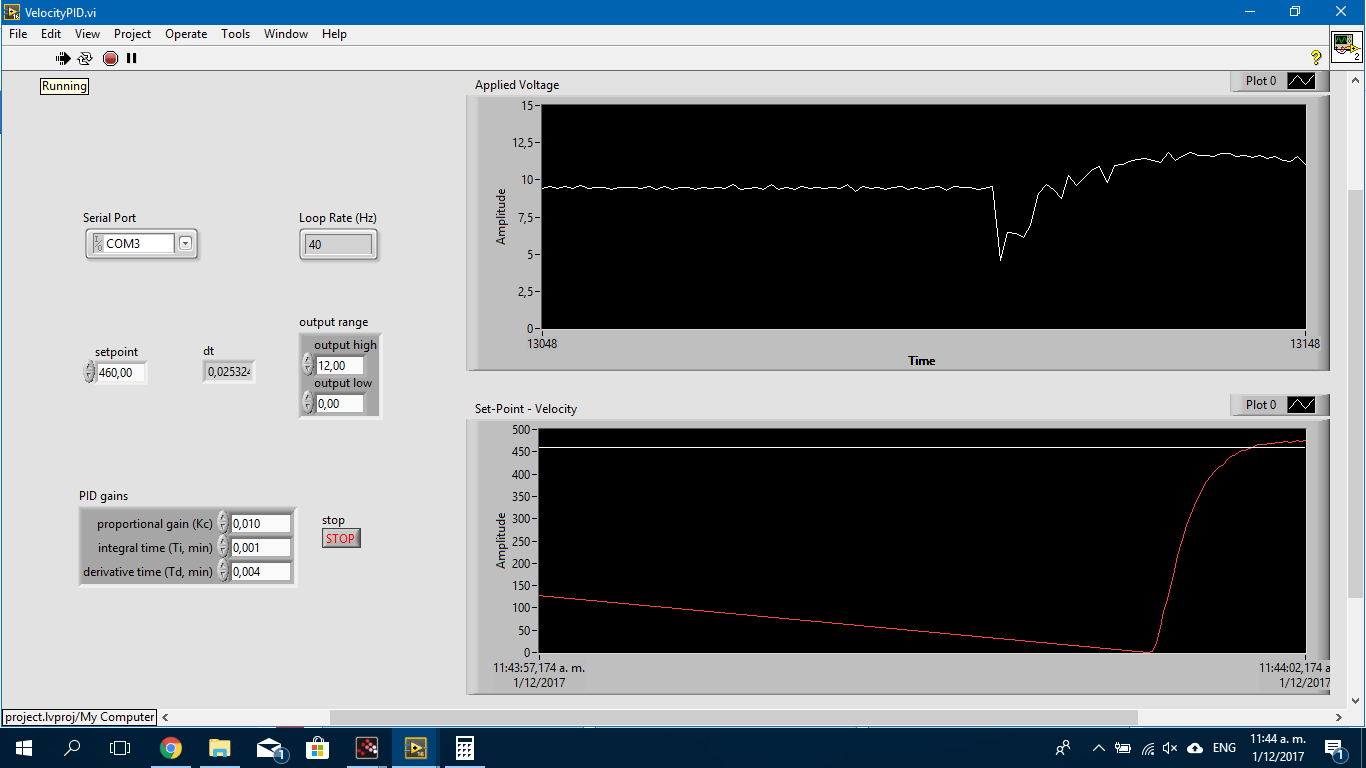 VelocityPID.vi
File Edit View Project Operate Tools Window Help
Running
2
Serial Port
COM3
Loop Rate (Hz)
40
setpoint
460,00
dt
0,025324
output range
output high
12,00
output low
0,00
PID gains
proportional gain (Kc) 0,010
integral time (Ti, min) 0,001
derivative time (Td, min) 0,004
stop
STOP
Applied Voltage
Plot 0
Amplitude
15
12,5
10
7,5
5
2,5
0
13048 13148
Time
Set-Point - Velocity
Plot 0
Amplitude
500
450
400
350
300
250
200
150
100
50
0
11:43:57,174 a. m. 11:44:02,174 a
1/12/2017 1/12/2017
project.lvproj/My Computer
1
16
ENG
11:44 a. m.
1/12/2017
1